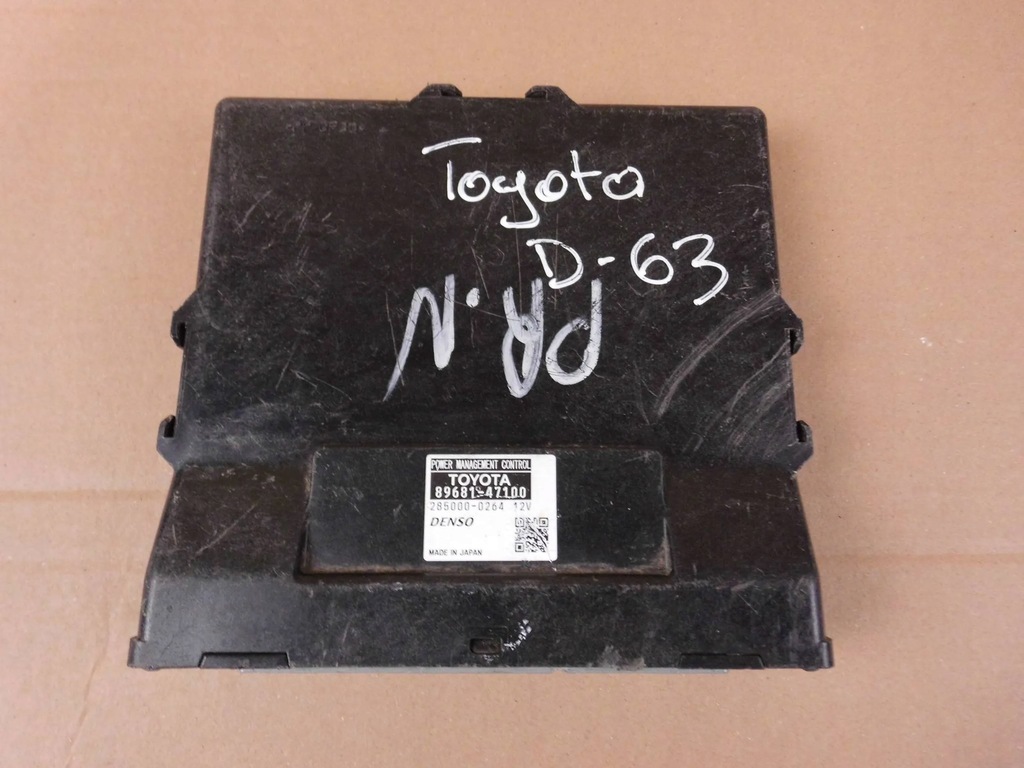 Toyota
D-63
POWER MANAGEMENT CONTROL
TOYOTA
89681-47100
285000-0264 12V
DENSO
MADE IN JAPAN